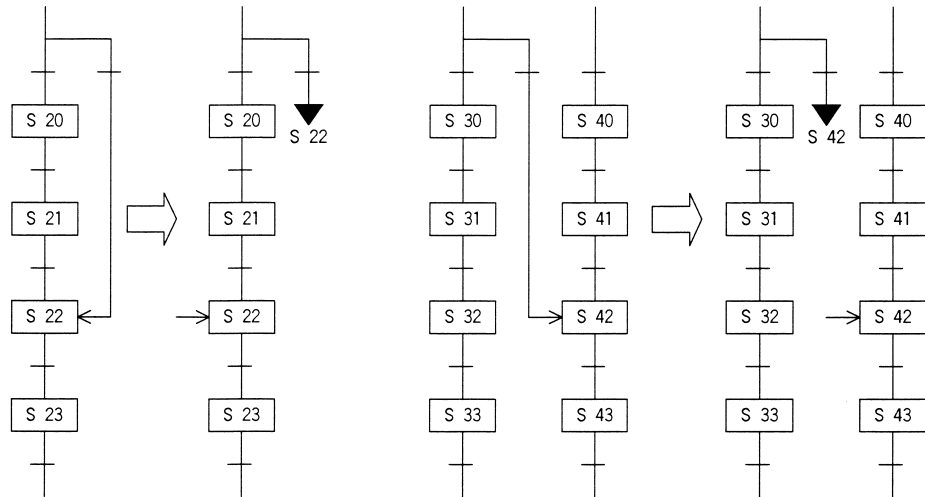 S 20 S 20 S 30 S 40 S 30 S 40
S 22 S 42
S 21 S 21 S 31 S 41 S 31 S 41
S 22 S 22 S 32 S 42 S 32 S 42
S 23 S 23 S 33 S 43 S 33 S 43